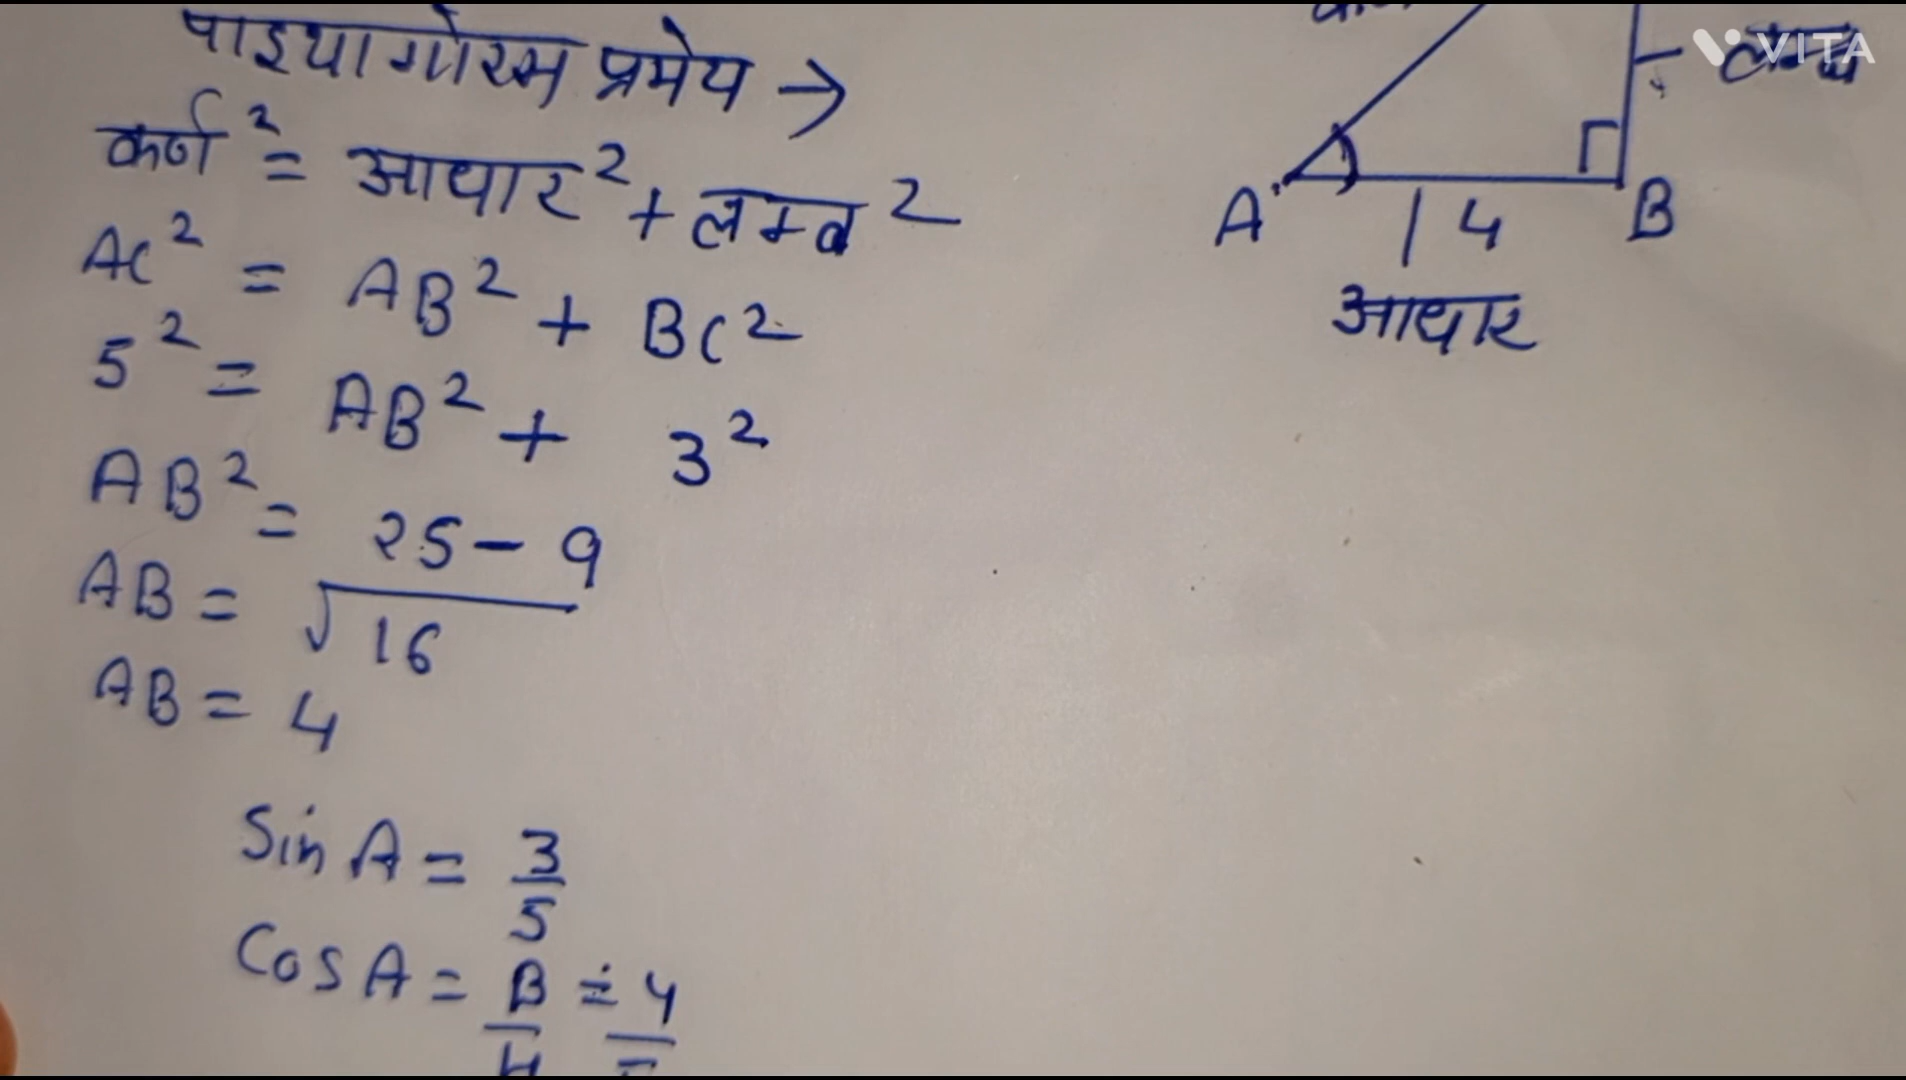 पाइथागोरस प्रमेय →
कर्ण² = आधार² + लम्ब²
AC² = AB² + BC²
5² = AB² + 3²
AB² = 25 - 9
AB = √16
AB = 4
Sin A = 3/5
Cos A = B/H = 4/
लम्ब
VITA
A
4
B
आधार